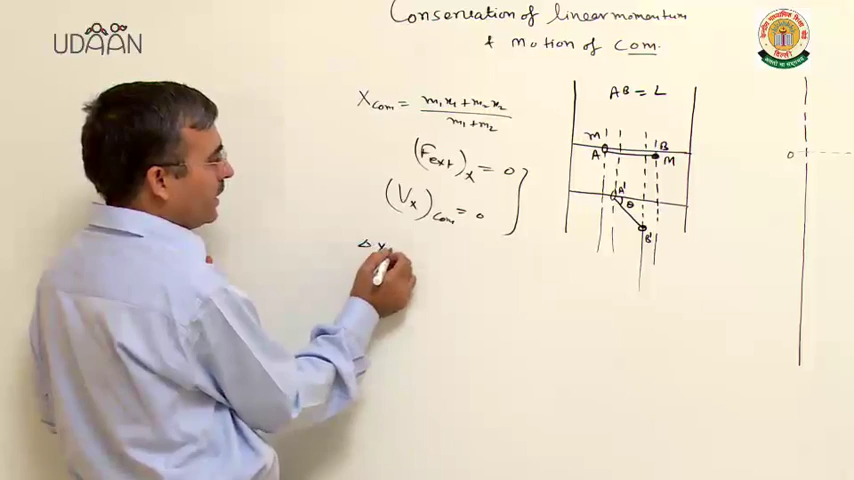 UDAAN
Conservation of linear momentum
& Motion of COM.
X_com = m₁x₁ + m₂x₂ / m₁ + m₂
(F_ext)_x = 0
(V_x)_com = 0
Δx
AB = L
M B
A M
A'
θ
B'
0